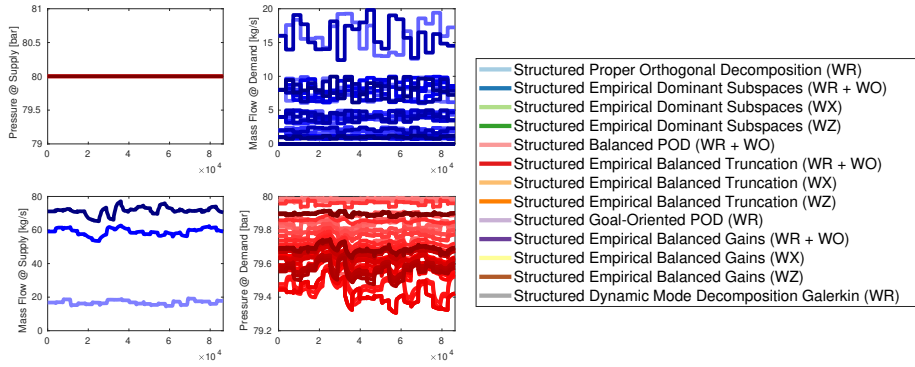 81
80.5
80
79.5
79
Pressure @ Supply [bar]
0 2 4 6 8
×10^4
20
15
10
5
0
Mass Flow @ Demand [kg/s]
0 2 4 6 8
×10^4
80
60
40
20
0
Mass Flow @ Supply [kg/s]
0 2 4 6 8
×10^4
80
79.8
79.6
79.4
79.2
Pressure @ Demand [bar]
0 2 4 6 8
×10^4
Structured Proper Orthogonal Decomposition (WR)
Structured Empirical Dominant Subspaces (WR + WO)
Structured Empirical Dominant Subspaces (WX)
Structured Empirical Dominant Subspaces (WZ)
Structured Balanced POD (WR + WO)
Structured Empirical Balanced Truncation (WR + WO)
Structured Empirical Balanced Truncation (WX)
Structured Empirical Balanced Truncation (WZ)
Structured Goal-Oriented POD (WR)
Structured Empirical Balanced Gains (WR + WO)
Structured Empirical Balanced Gains (WX)
Structured Empirical Balanced Gains (WZ)
Structured Dynamic Mode Decomposition Galerkin (WR)